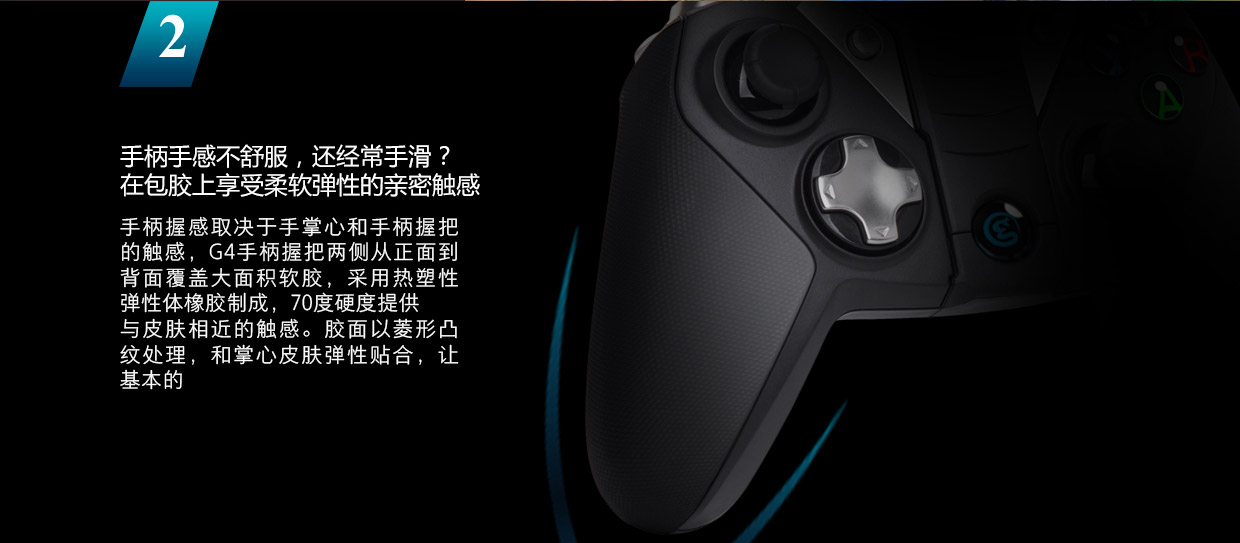 2
手柄手感不舒服，还经常手滑？
在包胶上享受柔软弹性的亲密触感
手柄握感取决于手掌心和手柄握把
的触感，G4手柄握把两侧从正面到
背面覆盖大面积软胶，采用热塑性
弹性体橡胶制成，70度硬度提供
与皮肤相近的触感。胶面以菱形凸
纹处理，和掌心皮肤弹性贴合，让
基本的
X
A